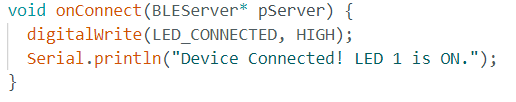 void onConnect(BLEServer* pServer) {
  digitalWrite(LED_CONNECTED, HIGH);
  Serial.println("Device Connected! LED 1 is ON.");
}